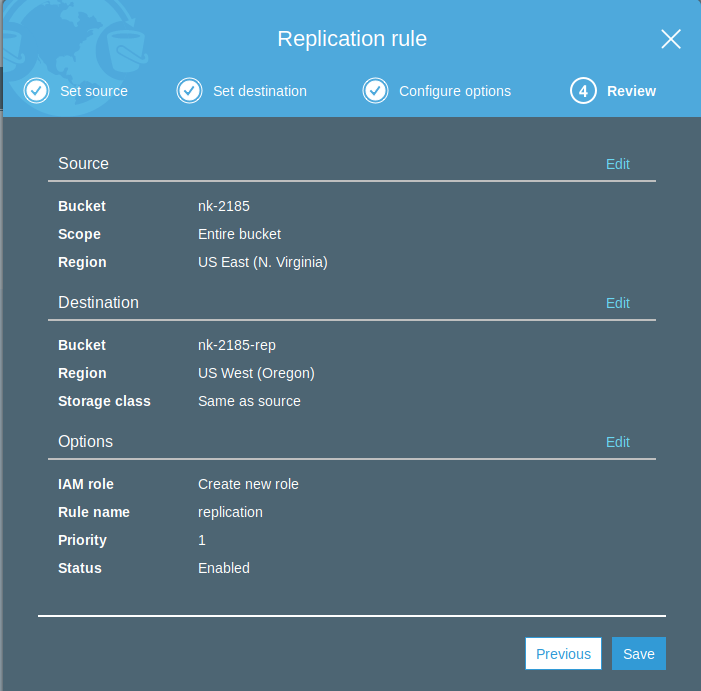 Replication rule
Set source Set destination Configure options 4 Review
Source Edit
Bucket nk-2185
Scope Entire bucket
Region US East (N. Virginia)
Destination Edit
Bucket nk-2185-rep
Region US West (Oregon)
Storage class Same as source
Options Edit
IAM role Create new role
Rule name replication
Priority 1
Status Enabled
Previous Save